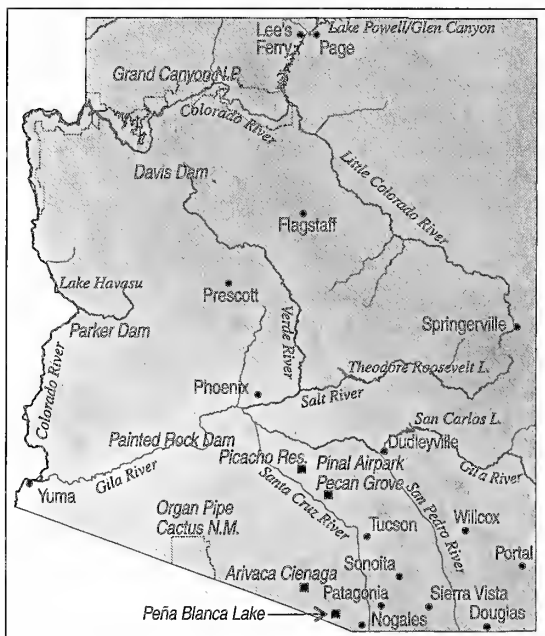 Lee's
Ferry
Page
Lake Powell/Glen Canyon
Grand Canyon N.P.
Colorado River
Davis Dam
Little Colorado River
Flagstaff
Lake Havasu
Prescott
Parker Dam
Verde River
Springerville
Colorado River
Theodore Roosevelt L.
Phoenix
Salt River
San Carlos L.
Painted Rock Dam
Dudleyville
Picacho Res.
Pinal Airpark
Pecan Grove
Gila River
Gila River
Yuma
Santa Cruz River
San Pedro River
Organ Pipe
Cactus N.M.
Tucson
Willcox
Portal
Sonoita
Arivaca Cienaga
Patagonia
Sierra Vista
Peña Blanca Lake
Nogales
Douglas